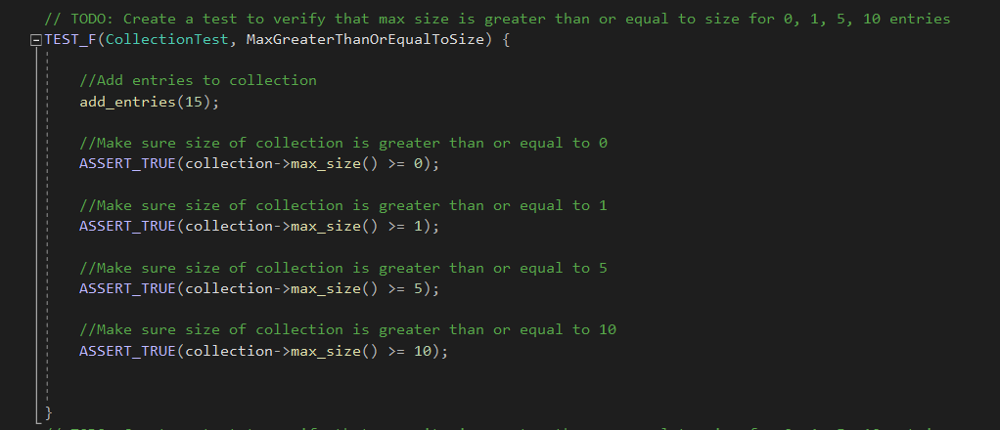 // TODO: Create a test to verify that max size is greater than or equal to size for 0, 1, 5, 10 entries
TEST_F(CollectionTest, MaxGreaterThanOrEqualToSize) {
//Add entries to collection
add_entries(15);
//Make sure size of collection is greater than or equal to 0
ASSERT_TRUE(collection->max_size() >= 0);
//Make sure size of collection is greater than or equal to 1
ASSERT_TRUE(collection->max_size() >= 1);
//Make sure size of collection is greater than or equal to 5
ASSERT_TRUE(collection->max_size() >= 5);
//Make sure size of collection is greater than or equal to 10
ASSERT_TRUE(collection->max_size() >= 10);
}